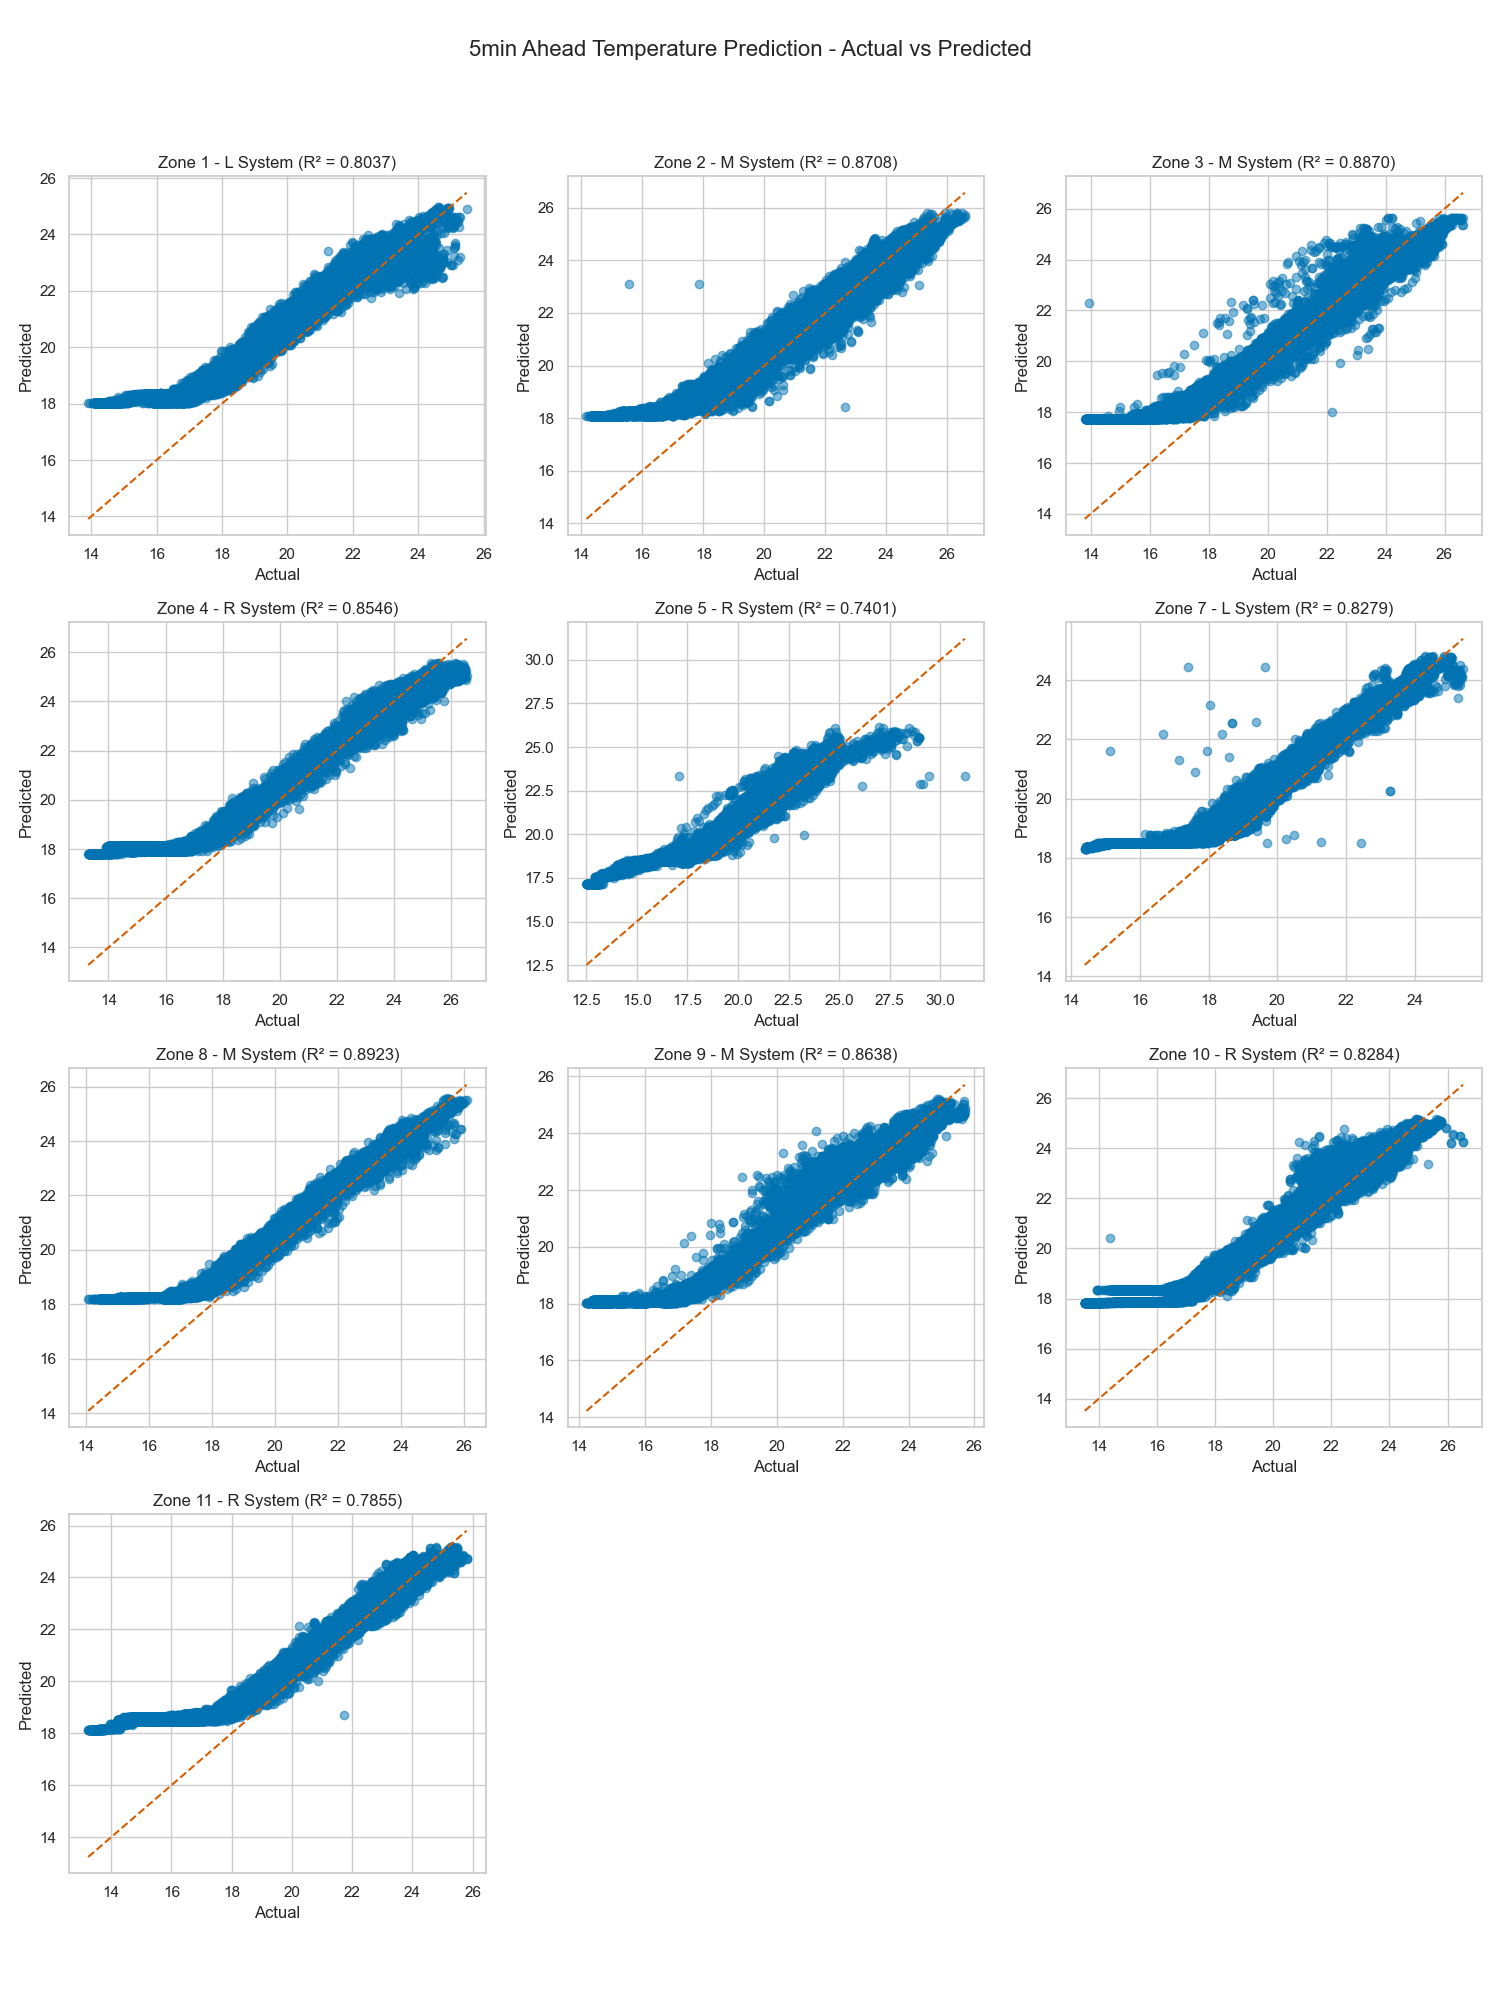 5min Ahead Temperature Prediction - Actual vs Predicted
Zone 1 - L System (R² = 0.8037)
Predicted
26
24
22
20
18
16
14
14 16 18 20 22 24 26
Actual
Zone 2 - M System (R² = 0.8708)
Predicted
26
24
22
20
18
16
14
14 16 18 20 22 24 26
Actual
Zone 3 - M System (R² = 0.8870)
Predicted
26
24
22
20
18
16
14
14 16 18 20 22 24 26
Actual
Zone 4 - R System (R² = 0.8546)
Predicted
26
24
22
20
18
16
14
14 16 18 20 22 24 26
Actual
Zone 5 - R System (R² = 0.7401)
Predicted
30.0
27.5
25.0
22.5
20.0
17.5
15.0
12.5
12.5 15.0 17.5 20.0 22.5 25.0 27.5 30.0
Actual
Zone 7 - L System (R² = 0.8279)
Predicted
24
22
20
18
16
14
14 16 18 20 22 24
Actual
Zone 8 - M System (R² = 0.8923)
Predicted
26
24
22
20
18
16
14
14 16 18 20 22 24 26
Actual
Zone 9 - M System (R² = 0.8638)
Predicted
26
24
22
20
18
16
14
14 16 18 20 22 24 26
Actual
Zone 10 - R System (R² = 0.8284)
Predicted
26
24
22
20
18
16
14
14 16 18 20 22 24 26
Actual
Zone 11 - R System (R² = 0.7855)
Predicted
26
24
22
20
18
16
14
14 16 18 20 22 24 26
Actual